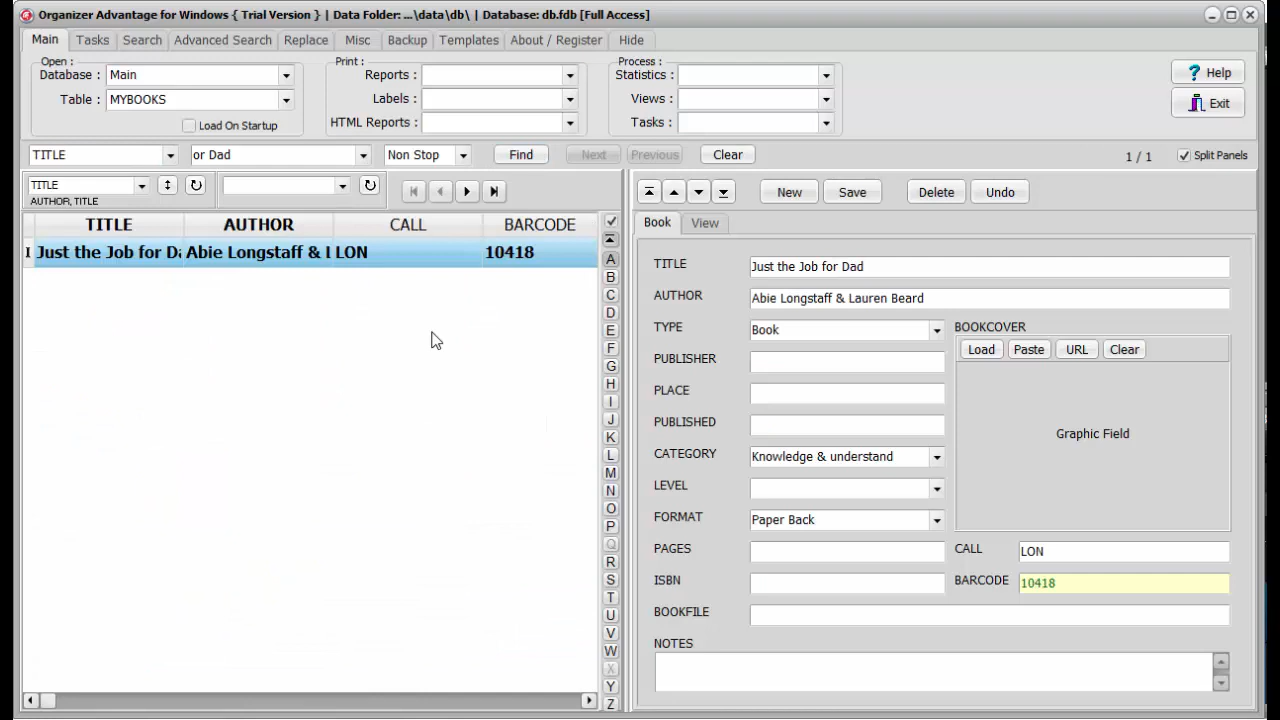 Organizer Advantage for Windows { Trial Version } | Data Folder: ...\data\db\ | Database: db.fdb [Full Access]
Main Tasks Search Advanced Search Replace Misc Backup Templates About / Register Hide
Open : Print : Process :
Database : Main Reports : Statistics : Help
Table : MYBOOKS Labels : Views : Exit
Load On Startup HTML Reports : Tasks :
TITLE or Dad Non Stop Find Next Previous Clear 1 / 1 Split Panels
TITLE
AUTHOR, TITLE
New Save Delete Undo
TITLE AUTHOR CALL BARCODE
I Just the Job for Da Abie Longstaff & L LON 10418
A
B
C
D
E
F
G
H
I
J
K
L
M
N
O
P
Q
R
S
T
U
V
W
X
Y
Z
Book View
TITLE Just the Job for Dad
AUTHOR Abie Longstaff & Lauren Beard
TYPE Book
PUBLISHER
PLACE
PUBLISHED
CATEGORY Knowledge & understand
LEVEL
FORMAT Paper Back
PAGES
ISBN
BOOKFILE
NOTES
BOOKCOVER
Load Paste URL Clear
Graphic Field
CALL LON
BARCODE 10418